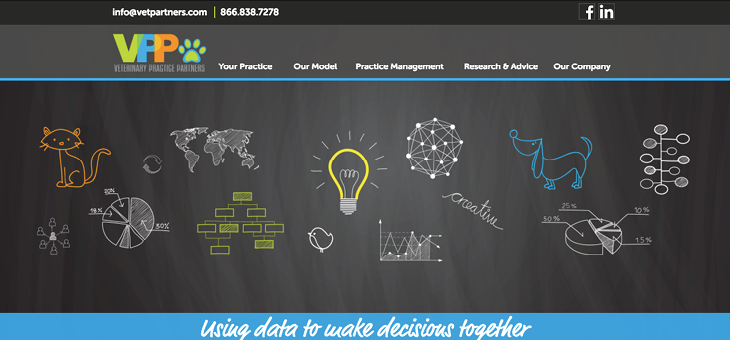 info@vetpartners.com | 866.838.7278
VPP
VETERINARY PRACTICE PARTNERS
Your Practice Our Model Practice Management Research & Advice Our Company
creative
20%
18%
30%
25%
50%
10%
15%
Using data to make decisions together